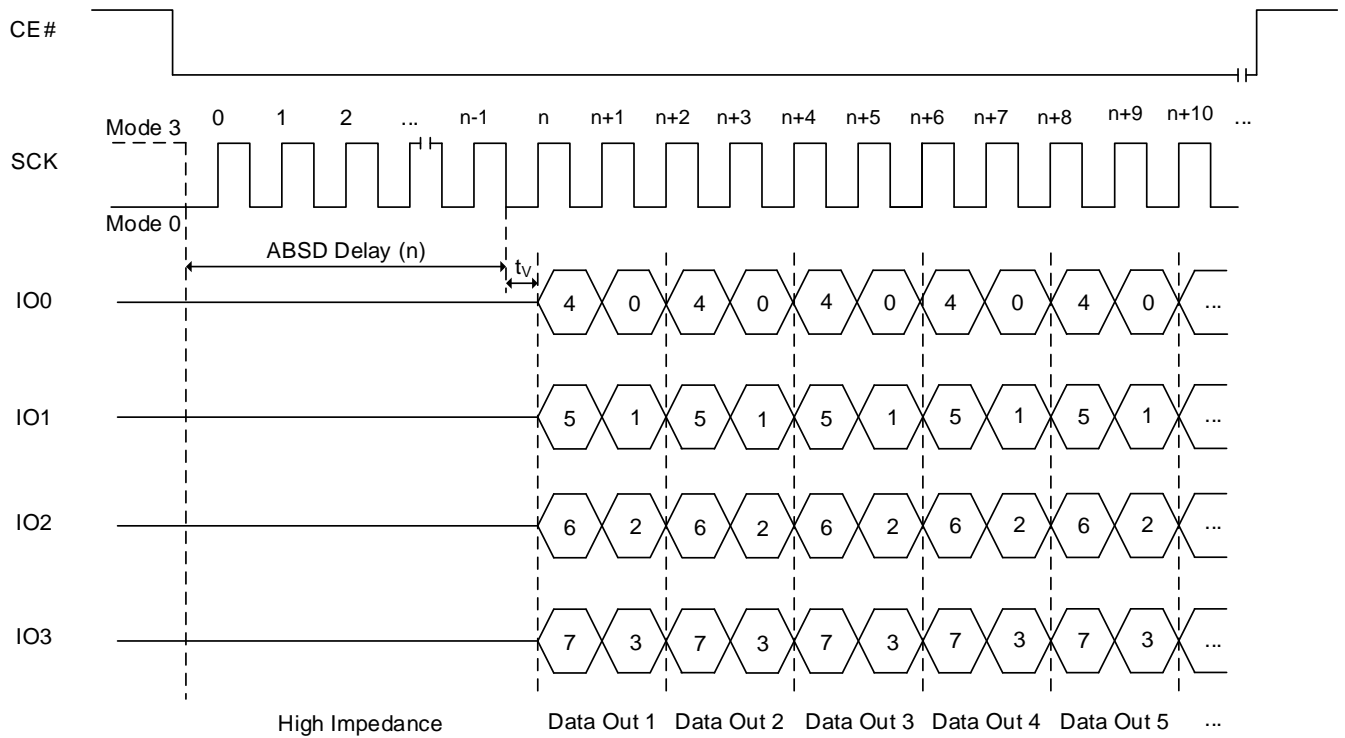 CE#
0 1 2 ... n-1 n n+1 n+2 n+3 n+4 n+5 n+6 n+7 n+8 n+9 n+10 ...
Mode 3
SCK
Mode 0
ABSD Delay (n)
tV
IO0 4 0 4 0 4 0 4 0 4 0 ...
IO1 5 1 5 1 5 1 5 1 5 1 ...
IO2 6 2 6 2 6 2 6 2 6 2 ...
IO3 7 3 7 3 7 3 7 3 7 3 ...
High Impedance Data Out 1 Data Out 2 Data Out 3 Data Out 4 Data Out 5 ...